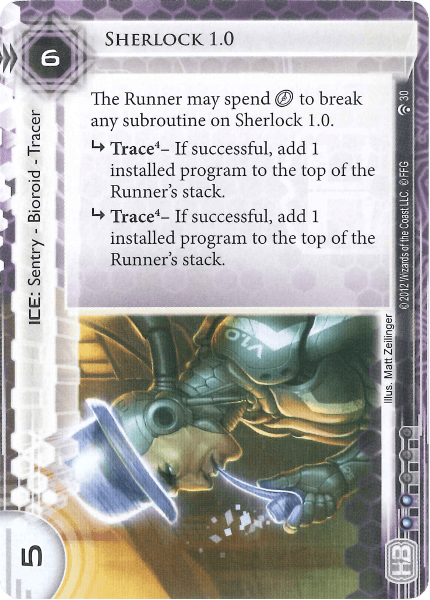 SHERLOCK 1.0
6
The Runner may spend to break
any subroutine on Sherlock 1.0.
↳ Trace⁴– If successful, add 1
installed program to the top of the
Runner's stack.
↳ Trace⁴– If successful, add 1
installed program to the top of the
Runner's stack.
ICE: Sentry - Bioroid - Tracer
30
© 2012 Wizards of the Coast LLC. © FFG
Illus. Matt Zeilinger
V1.0
5
HB